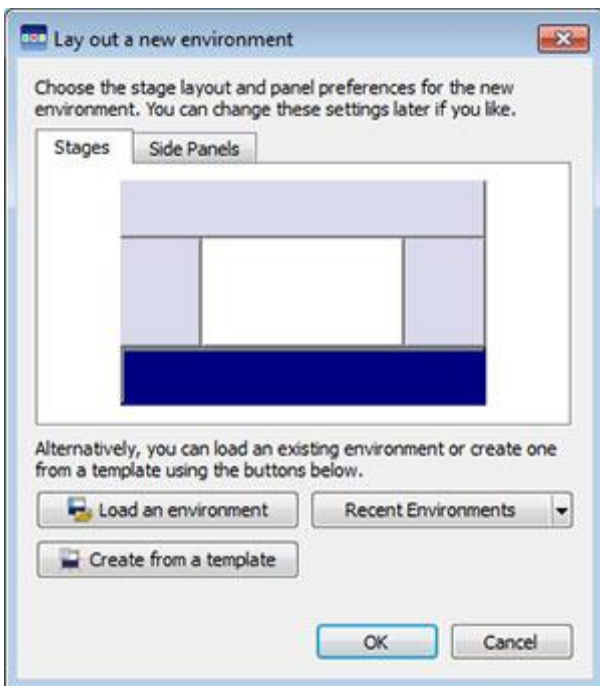 Lay out a new environment
Choose the stage layout and panel preferences for the new
environment. You can change these settings later if you like.
Stages
Side Panels
Alternatively, you can load an existing environment or create one
from a template using the buttons below.
Load an environment
Recent Environments
Create from a template
OK
Cancel